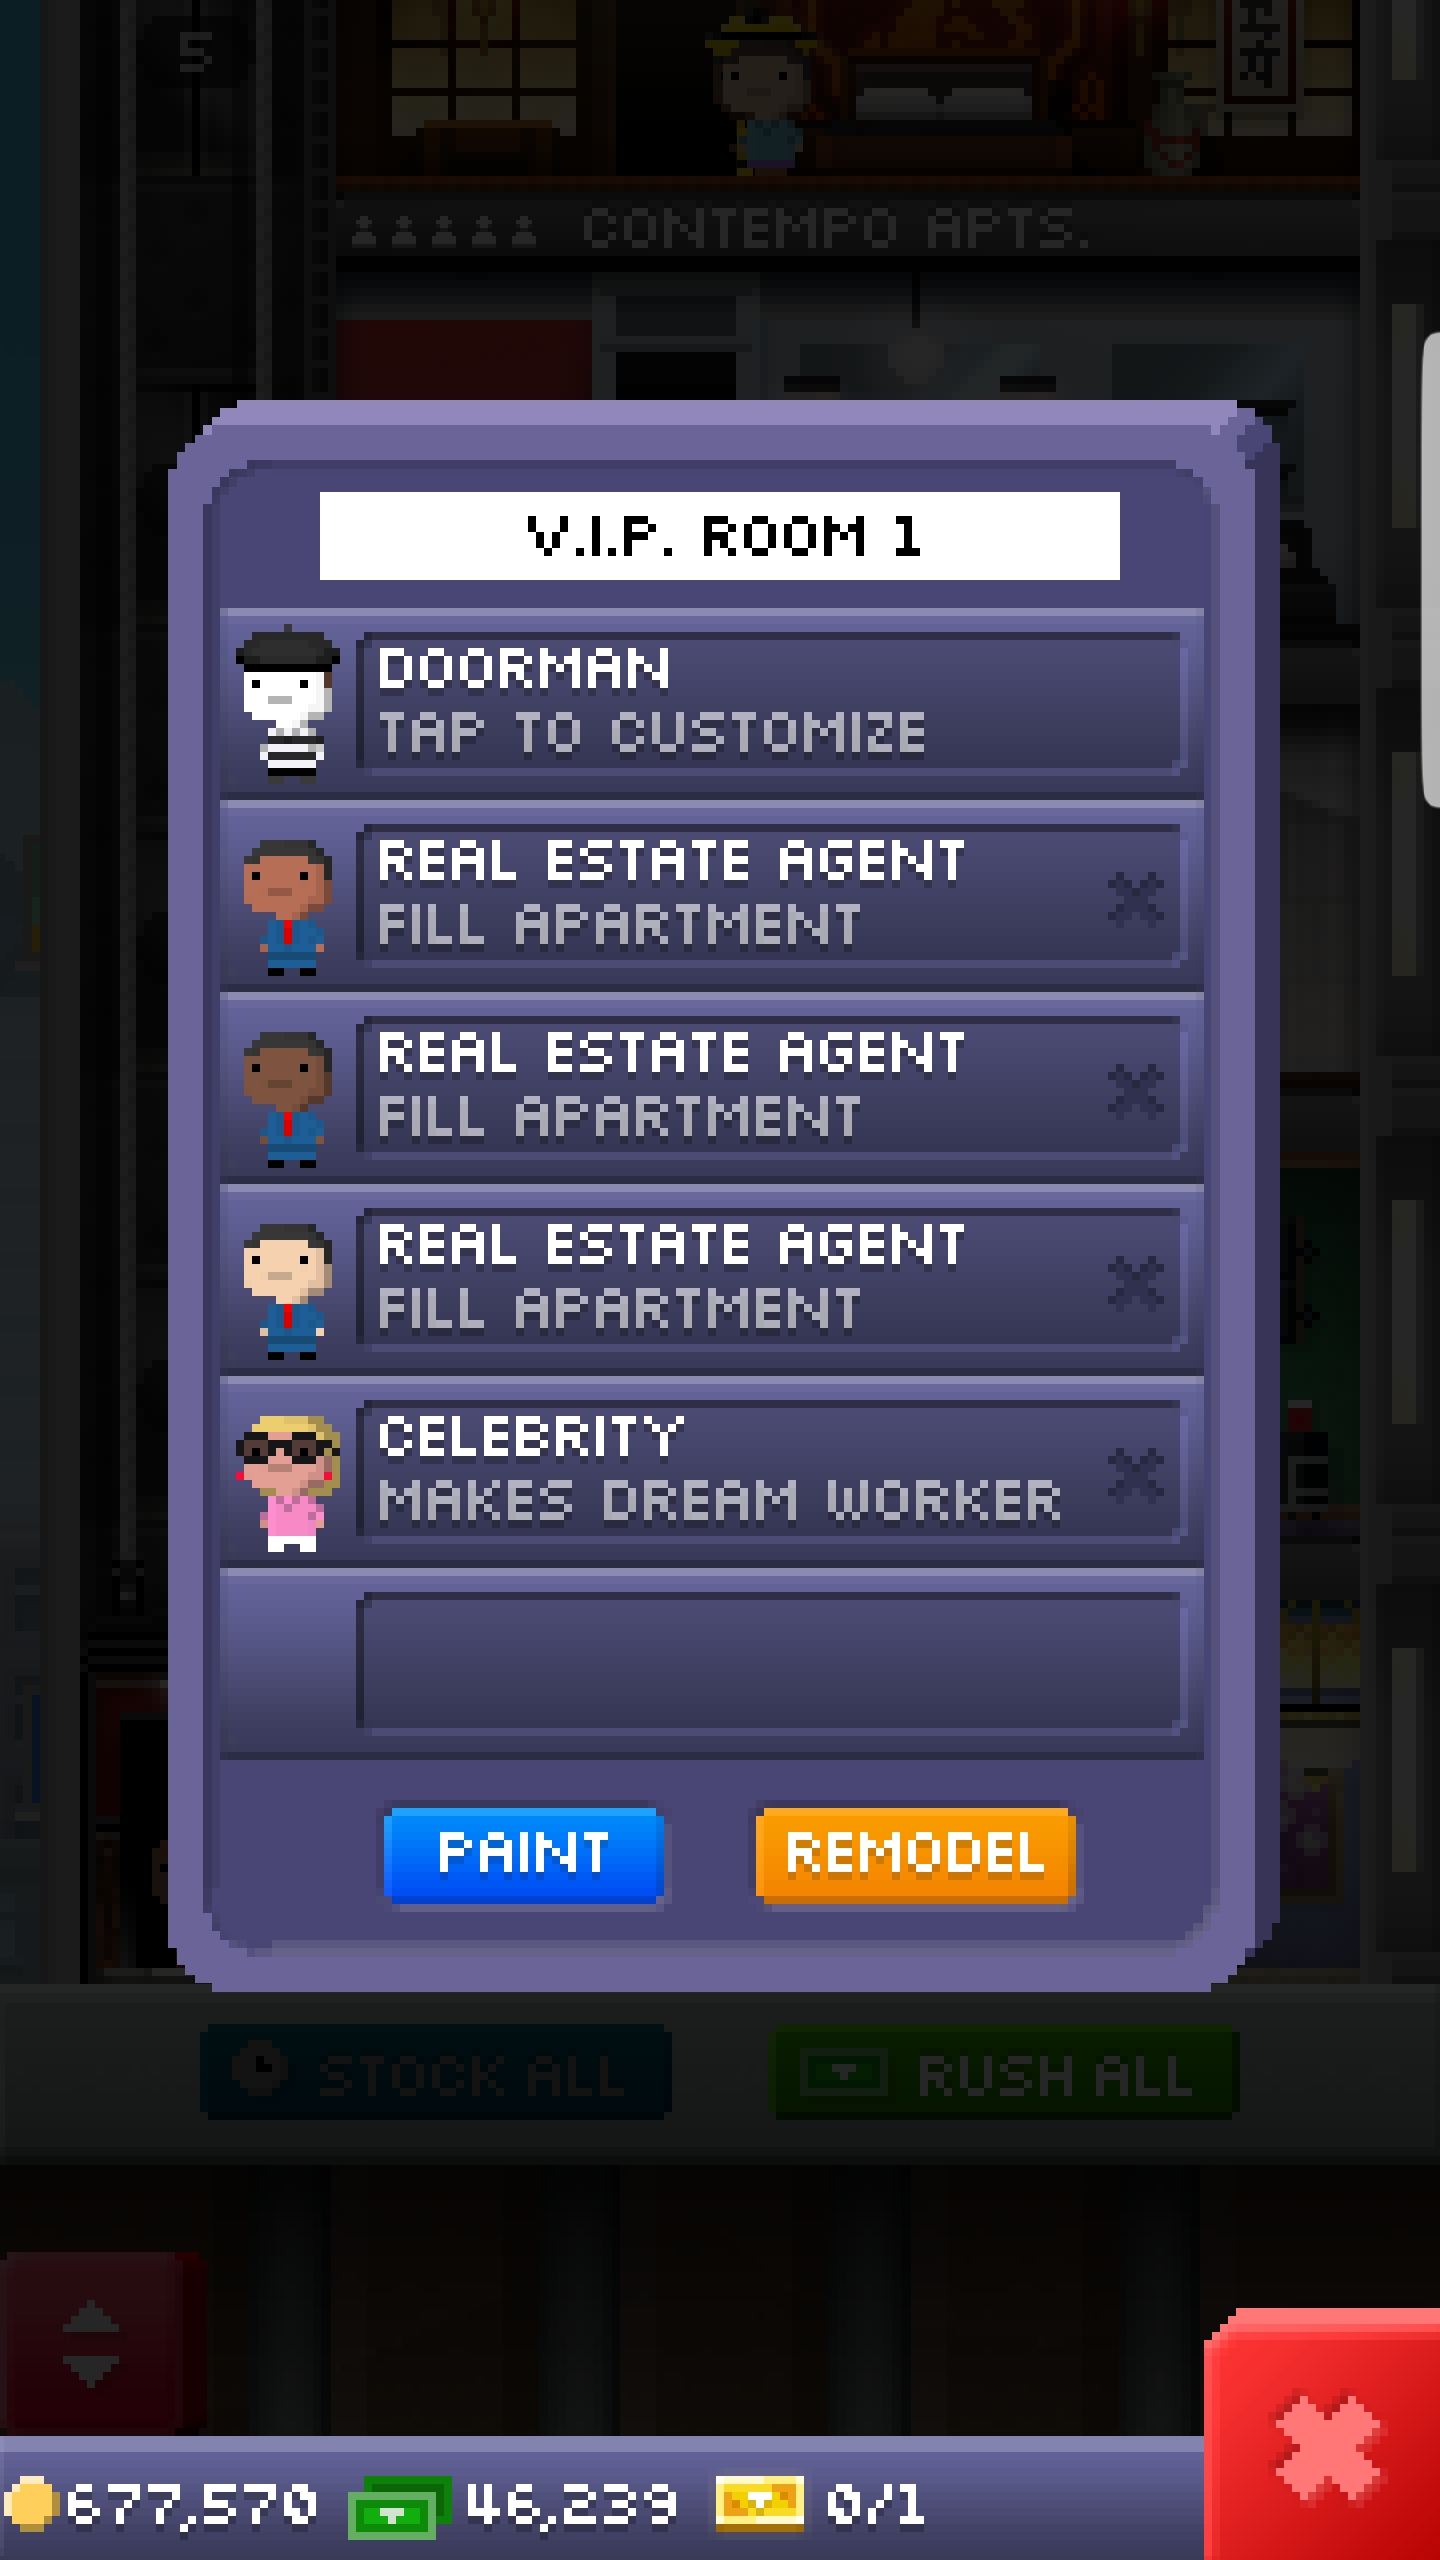 5
CONTEMPO APTS.
V.I.P. ROOM 1
DOORMAN
TAP TO CUSTOMIZE
REAL ESTATE AGENT
FILL APARTMENT
REAL ESTATE AGENT
FILL APARTMENT
REAL ESTATE AGENT
FILL APARTMENT
CELEBRITY
MAKES DREAM WORKER
PAINT
REMODEL
STOCK ALL
RUSH ALL
677,570
46,239
0/1